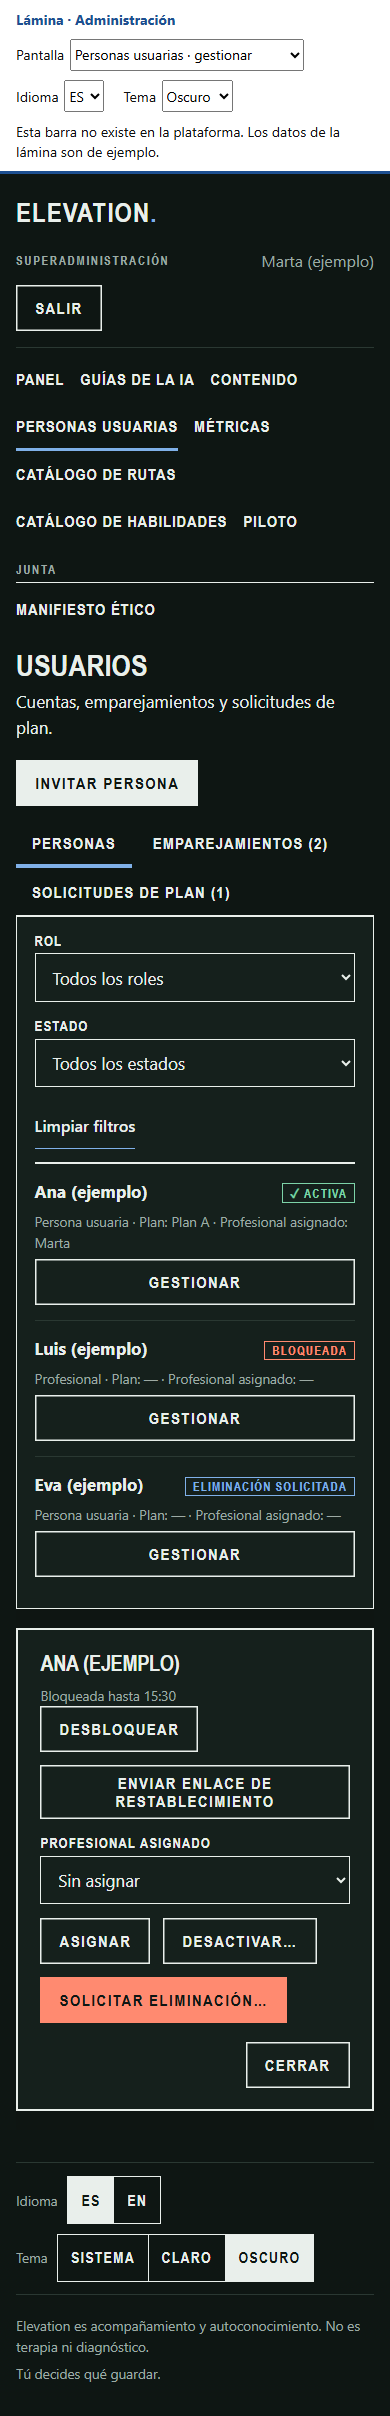 Lámina · Administración
Pantalla Personas usuarias · gestionar
Idioma ES Tema Oscuro
Esta barra no existe en la plataforma. Los datos de la
lámina son de ejemplo.
ELEVATION.
SUPERADMINISTRACIÓN Marta (ejemplo)
SALIR
PANEL GUÍAS DE LA IA CONTENIDO
PERSONAS USUARIAS MÉTRICAS
CATÁLOGO DE RUTAS
CATÁLOGO DE HABILIDADES PILOTO
JUNTA
MANIFIESTO ÉTICO
USUARIOS
Cuentas, emparejamientos y solicitudes de
plan.
INVITAR PERSONA
PERSONAS EMPAREJAMIENTOS (2)
SOLICITUDES DE PLAN (1)
ROL
Todos los roles
ESTADO
Todos los estados
Limpiar filtros
Ana (ejemplo) ✓ ACTIVA
Persona usuaria · Plan: Plan A · Profesional asignado:
Marta
GESTIONAR
Luis (ejemplo) BLOQUEADA
Profesional · Plan: — · Profesional asignado: —
GESTIONAR
Eva (ejemplo) ELIMINACIÓN SOLICITADA
Persona usuaria · Plan: — · Profesional asignado: —
GESTIONAR
ANA (EJEMPLO)
Bloqueada hasta 15:30
DESBLOQUEAR
ENVIAR ENLACE DE
RESTABLECIMIENTO
PROFESIONAL ASIGNADO
Sin asignar
ASIGNAR DESACTIVAR…
SOLICITAR ELIMINACIÓN…
CERRAR
Idioma ES EN
Tema SISTEMA CLARO OSCURO
Elevation es acompañamiento y autoconocimiento. No es
terapia ni diagnóstico.
Tú decides qué guardar.